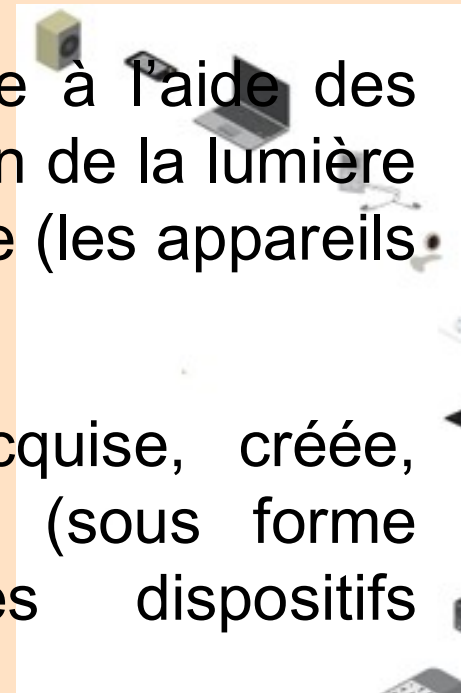 e à l'aide des
n de la lumière
e (les appareils
cquise, créée,
(sous forme
es dispositifs